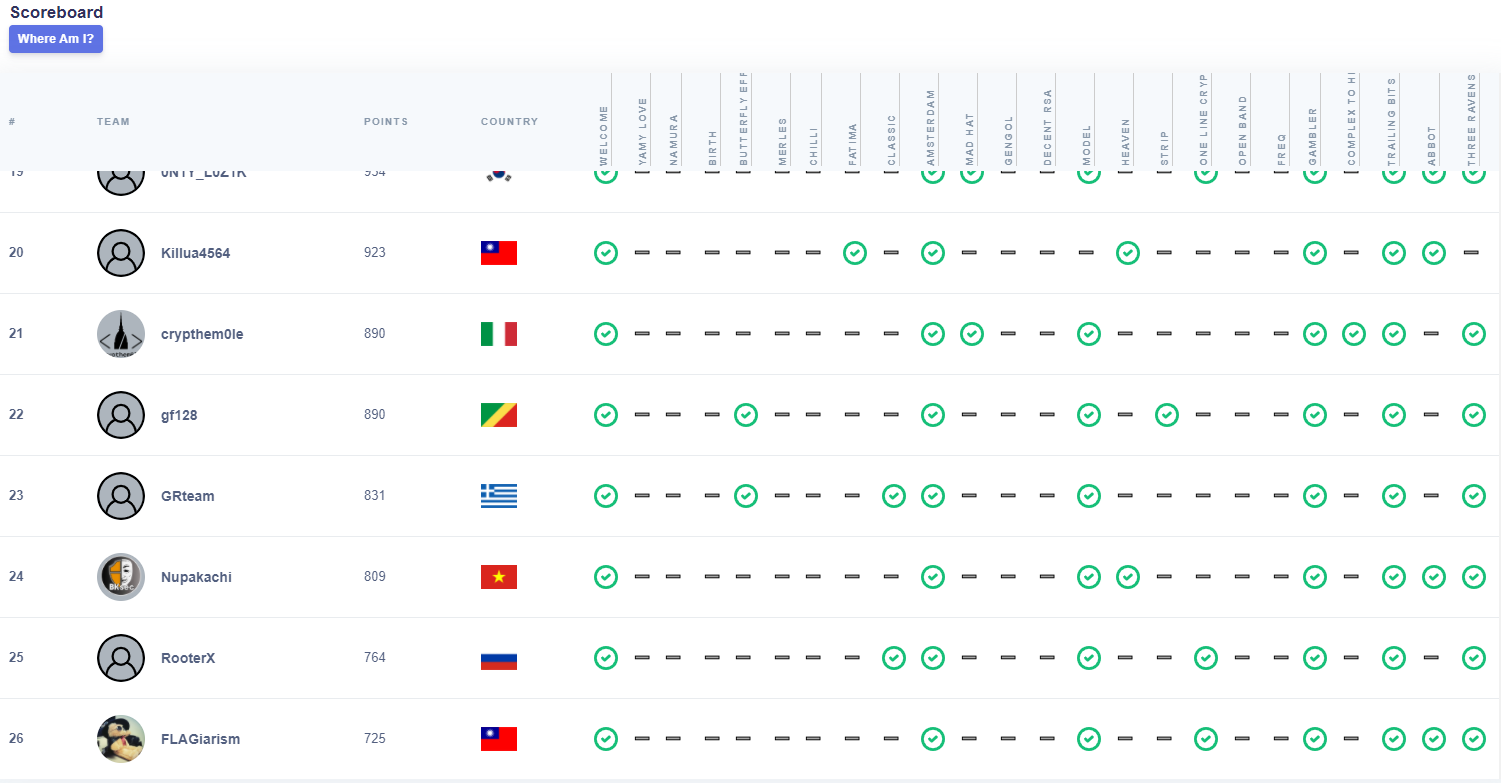 Scoreboard
Where Am I?
# TEAM POINTS COUNTRY WELCOME YAMY LOVE NAMURA BIRTH BUTTERFLY EFF MERLES CHILLI FATIMA CLASSIC AMSTERDAM MAD HAT GENGOL DECENT RSA MODEL HEAVEN STRIP ONE LINE CRYP OPEN BAND FREQ GAMBLER COMPLEX TO HE TRAILING BITS ABBOT THREE RAVENS
19 934
20 Killua4564 923
21 crypthem0le 890
22 gf128 890
23 GRteam 831
24 Nupakachi 809
BKsec
25 RooterX 764
26 FLAGiarism 725